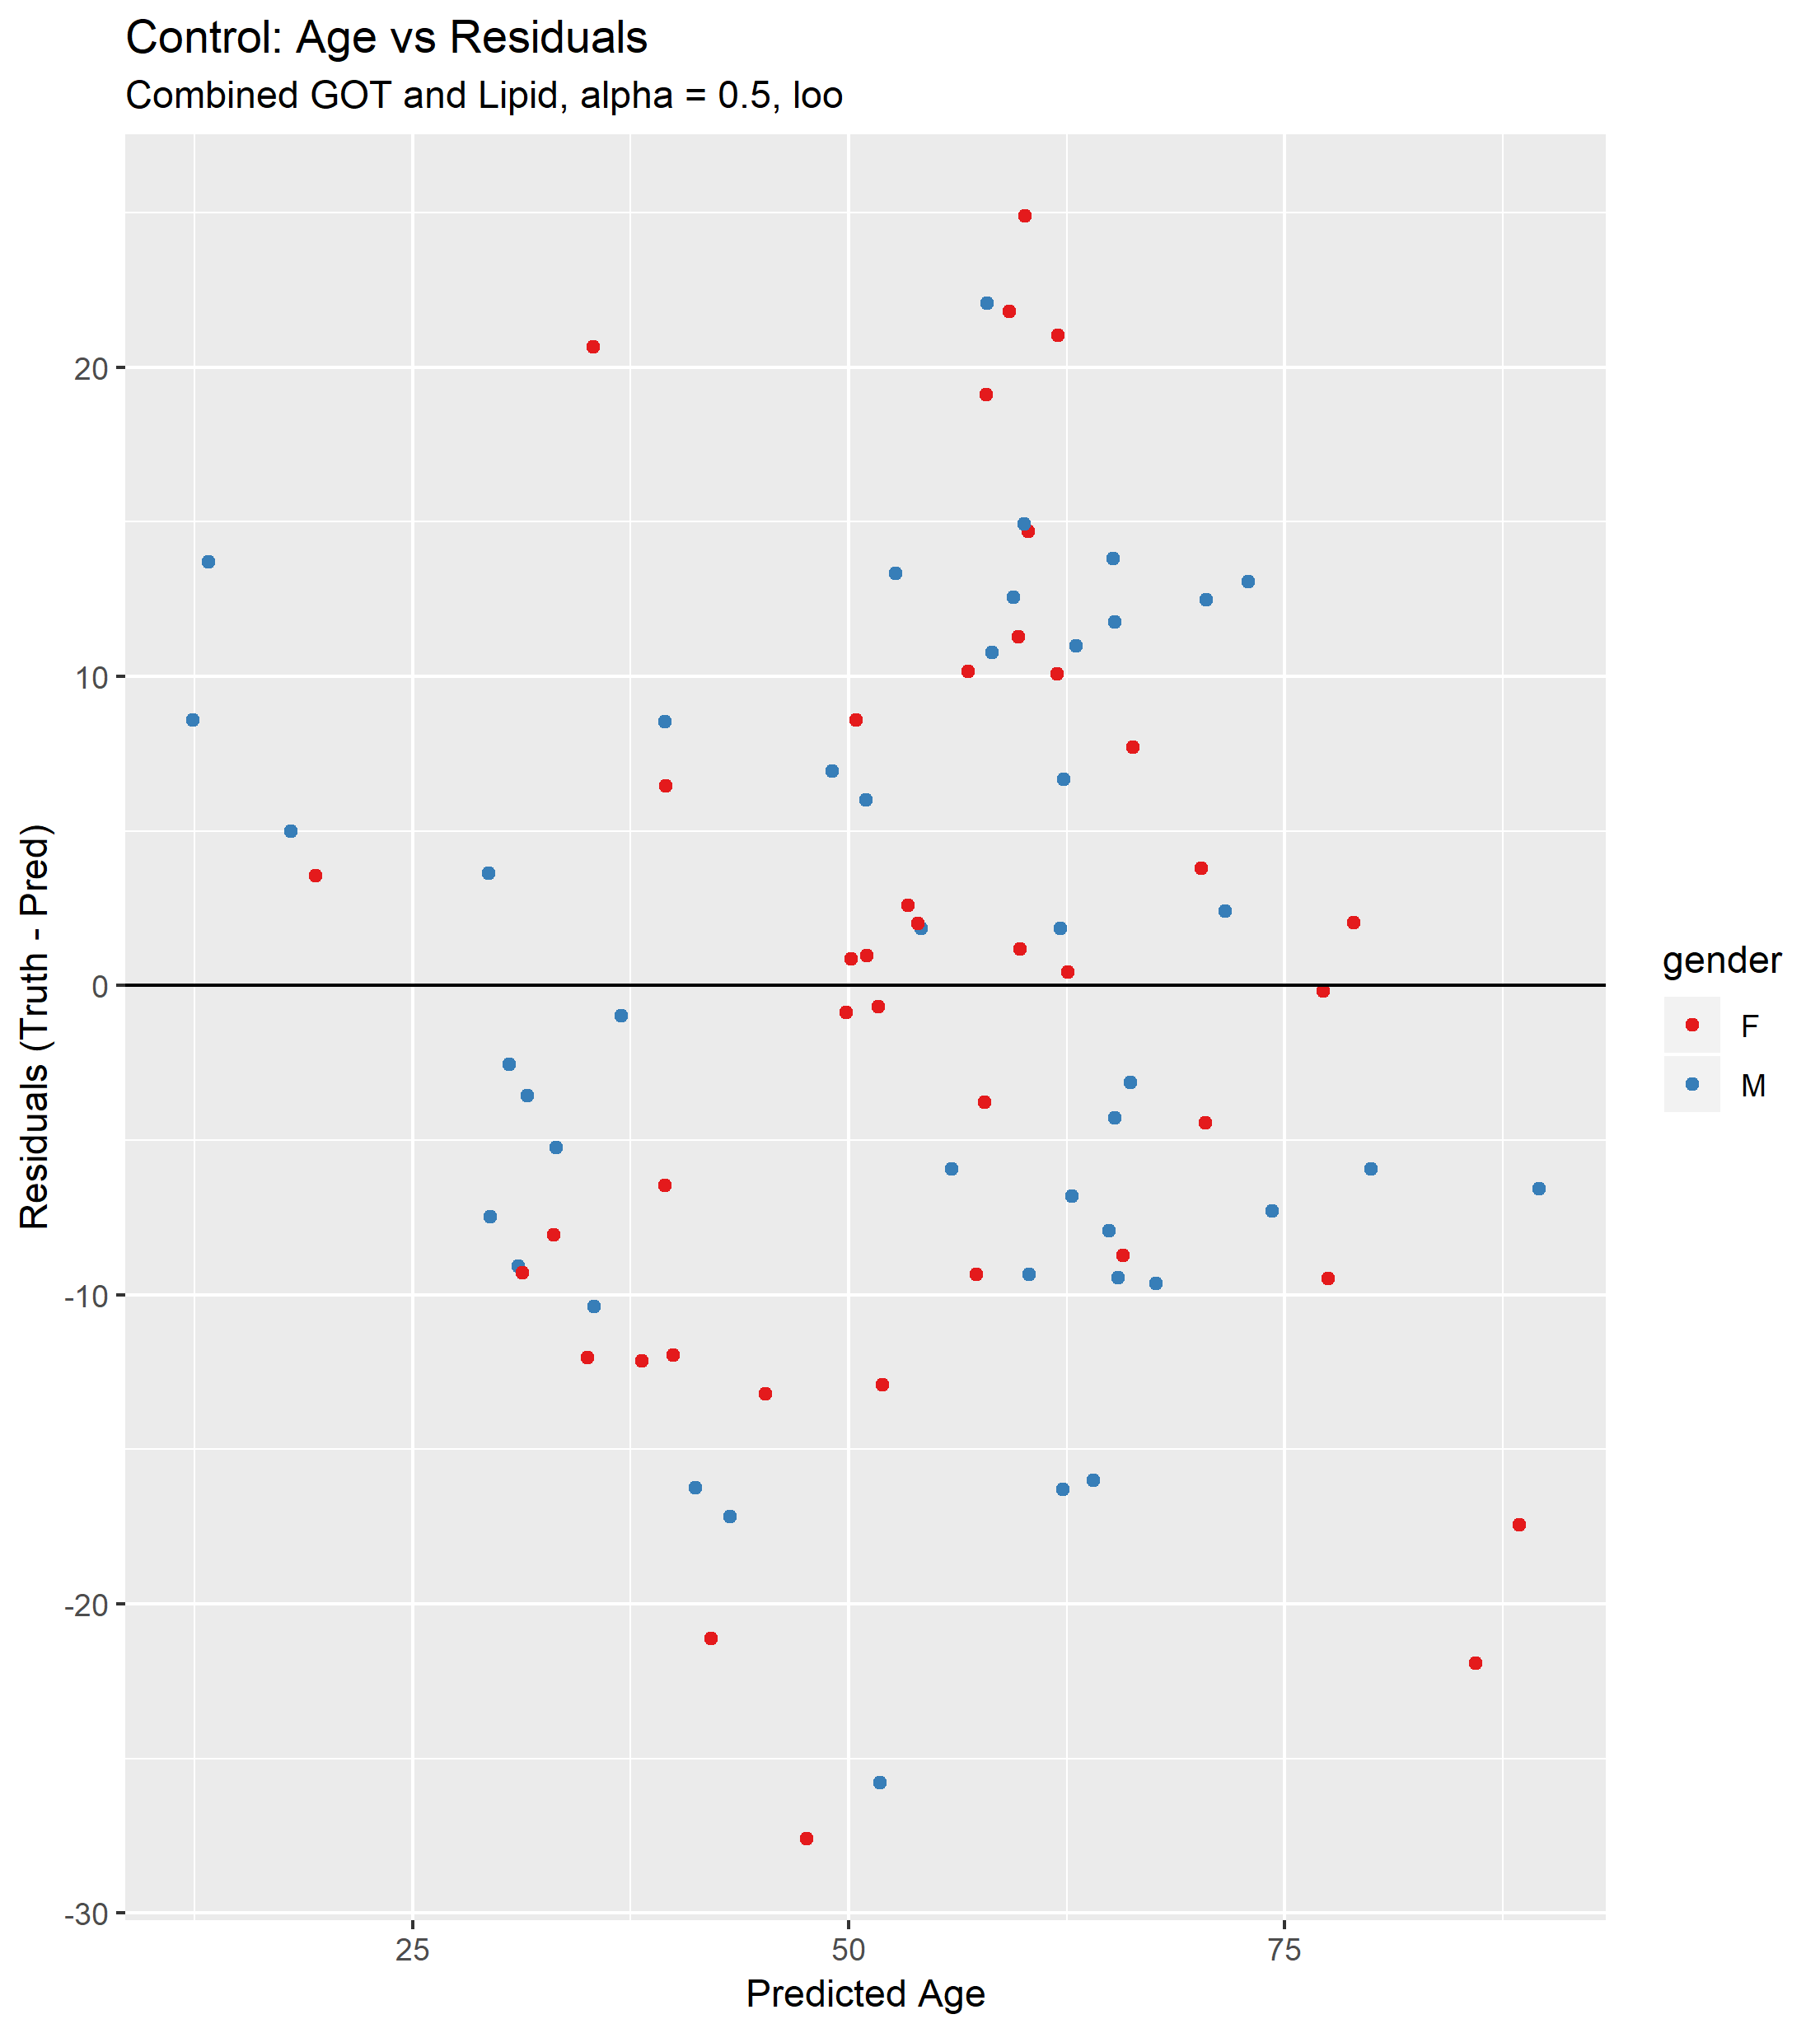 Control: Age vs Residuals
Combined GOT and Lipid, alpha = 0.5, loo
Residuals (Truth - Pred)
20
10
0
-10
-20
-30
25 50 75
Predicted Age
gender
F
M